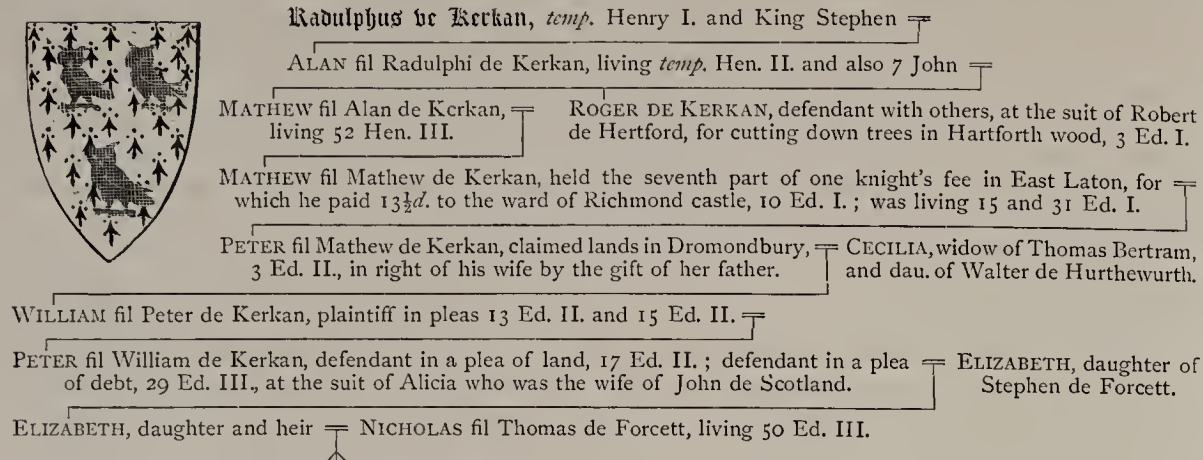 Radulphus de Kerkan, temp. Henry I. and King Stephen
ALAN fil Radulphi de Kerkan, living temp. Hen. II. and also 7 John
MATHEW fil Alan de Kerkan,
living 52 Hen. III.
ROGER DE KERKAN, defendant with others, at the suit of Robert
de Hertford, for cutting down trees in Hartforth wood, 3 Ed. I.
MATHEW fil Mathew de Kerkan, held the seventh part of one knight's fee in East Laton, for
which he paid 13½d. to the ward of Richmond castle, 10 Ed. I.; was living 15 and 31 Ed. I.
PETER fil Mathew de Kerkan, claimed lands in Dromondbury,
3 Ed. II., in right of his wife by the gift of her father.
CECILIA, widow of Thomas Bertram,
and dau. of Walter de Hurthewurth.
WILLIAM fil Peter de Kerkan, plaintiff in pleas 13 Ed. II. and 15 Ed. II.
PETER fil William de Kerkan, defendant in a plea of land, 17 Ed. II.; defendant in a plea
of debt, 29 Ed. III., at the suit of Alicia who was the wife of John de Scotland.
ELIZABETH, daughter of
Stephen de Forcett.
ELIZABETH, daughter and heir
NICHOLAS fil Thomas de Forcett, living 50 Ed. III.